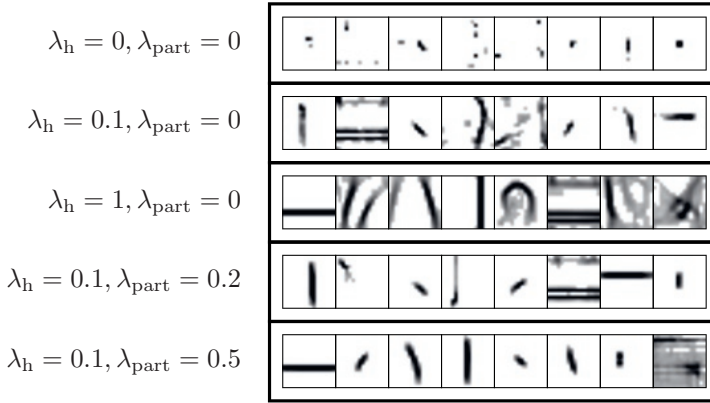 λh = 0, λpart = 0
λh = 0.1, λpart = 0
λh = 1, λpart = 0
λh = 0.1, λpart = 0.2
λh = 0.1, λpart = 0.5